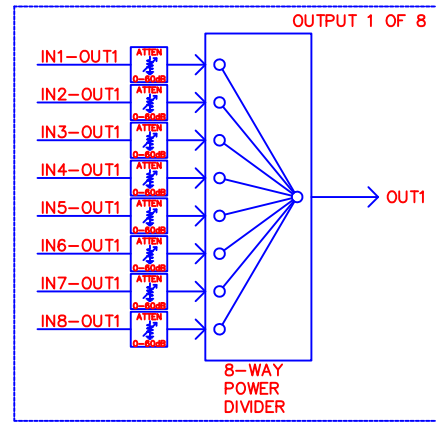 OUTPUT 1 OF 8
IN1-OUT1
ATTEN
0-60dB
IN2-OUT1
ATTEN
0-60dB
IN3-OUT1
ATTEN
0-60dB
IN4-OUT1
ATTEN
0-60dB
IN5-OUT1
ATTEN
0-60dB
IN6-OUT1
ATTEN
0-60dB
IN7-OUT1
ATTEN
0-60dB
IN8-OUT1
ATTEN
0-60dB
OUT1
8-WAY
POWER
DIVIDER